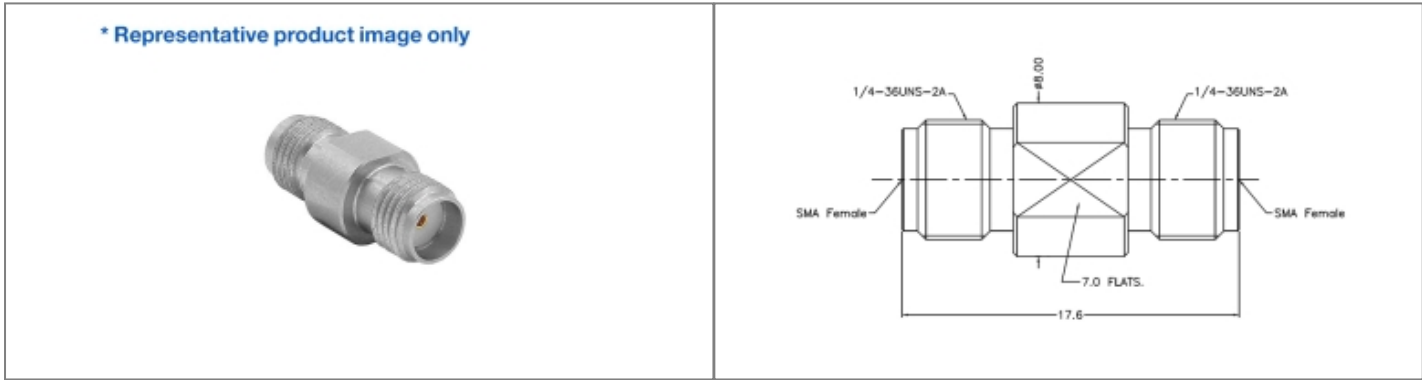 * Representative product image only
ø8.00
1/4-36UNS-2A
1/4-36UNS-2A
SMA Female
SMA Female
7.0 FLATS.
17.6